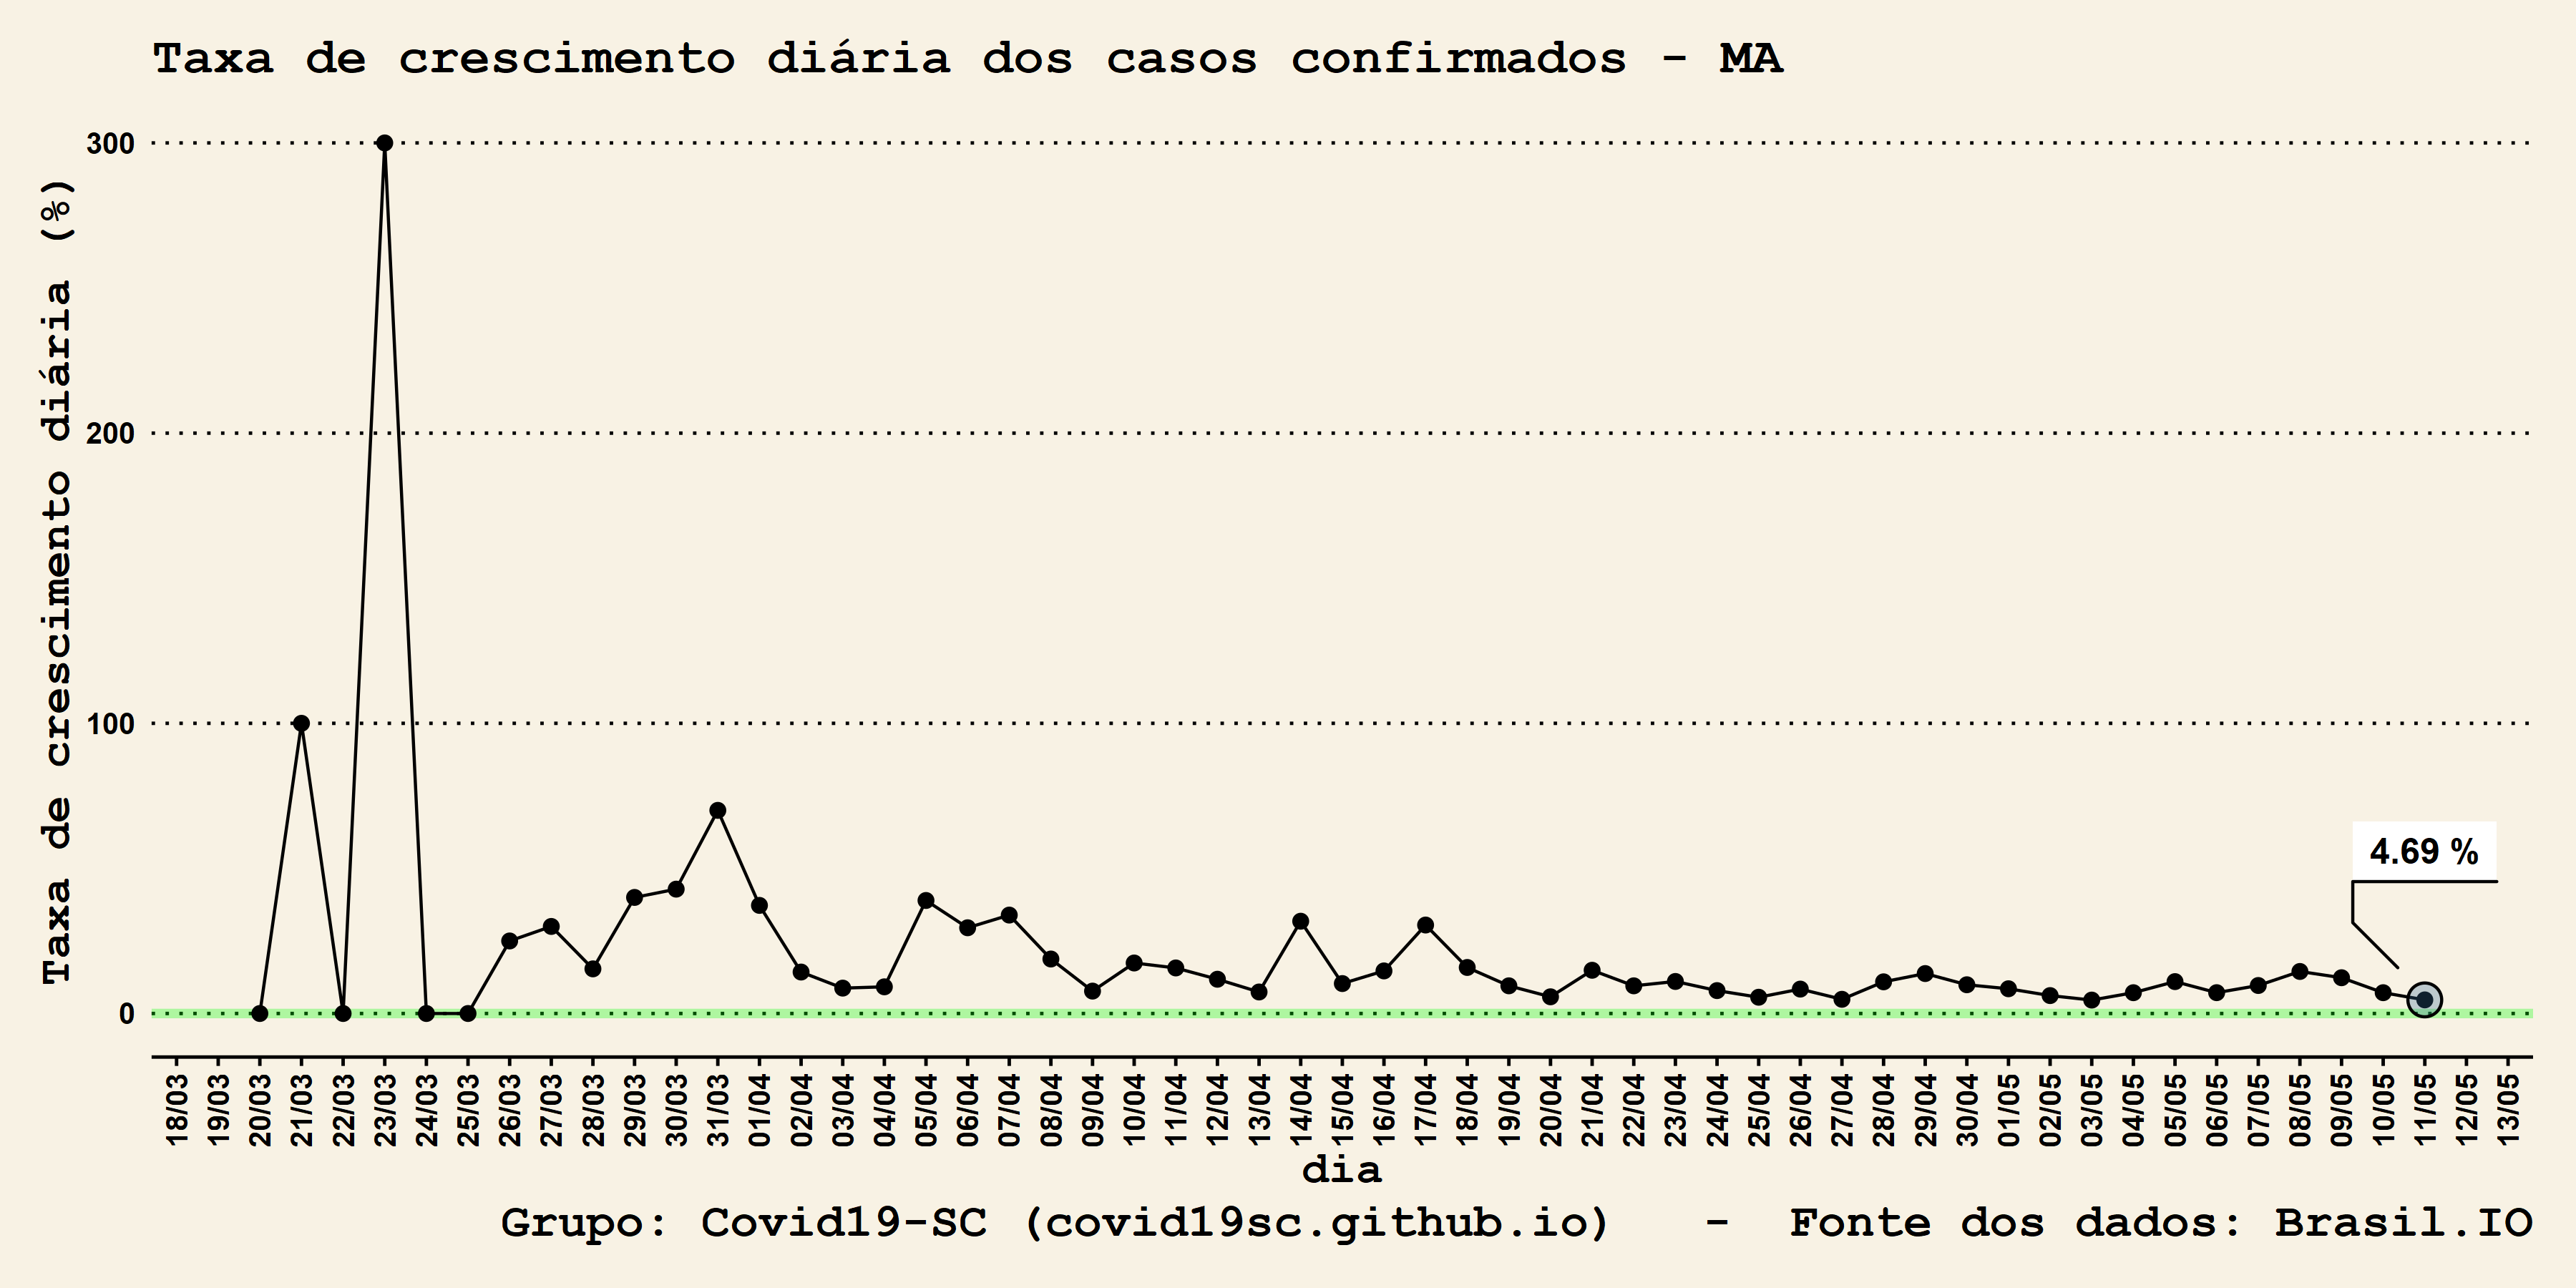 Taxa de crescimento diária dos casos confirmados - MA
Taxa de crescimento diária (%)
300
200
100
0
4.69 %
18/03 19/03 20/03 21/03 22/03 23/03 24/03 25/03 26/03 27/03 28/03 29/03 30/03 31/03 01/04 02/04 03/04 04/04 05/04 06/04 07/04 08/04 09/04 10/04 11/04 12/04 13/04 14/04 15/04 16/04 17/04 18/04 19/04 20/04 21/04 22/04 23/04 24/04 25/04 26/04 27/04 28/04 29/04 30/04 01/05 02/05 03/05 04/05 05/05 06/05 07/05 08/05 09/05 10/05 11/05 12/05 13/05
dia
Grupo: Covid19-SC (covid19sc.github.io) - Fonte dos dados: Brasil.IO